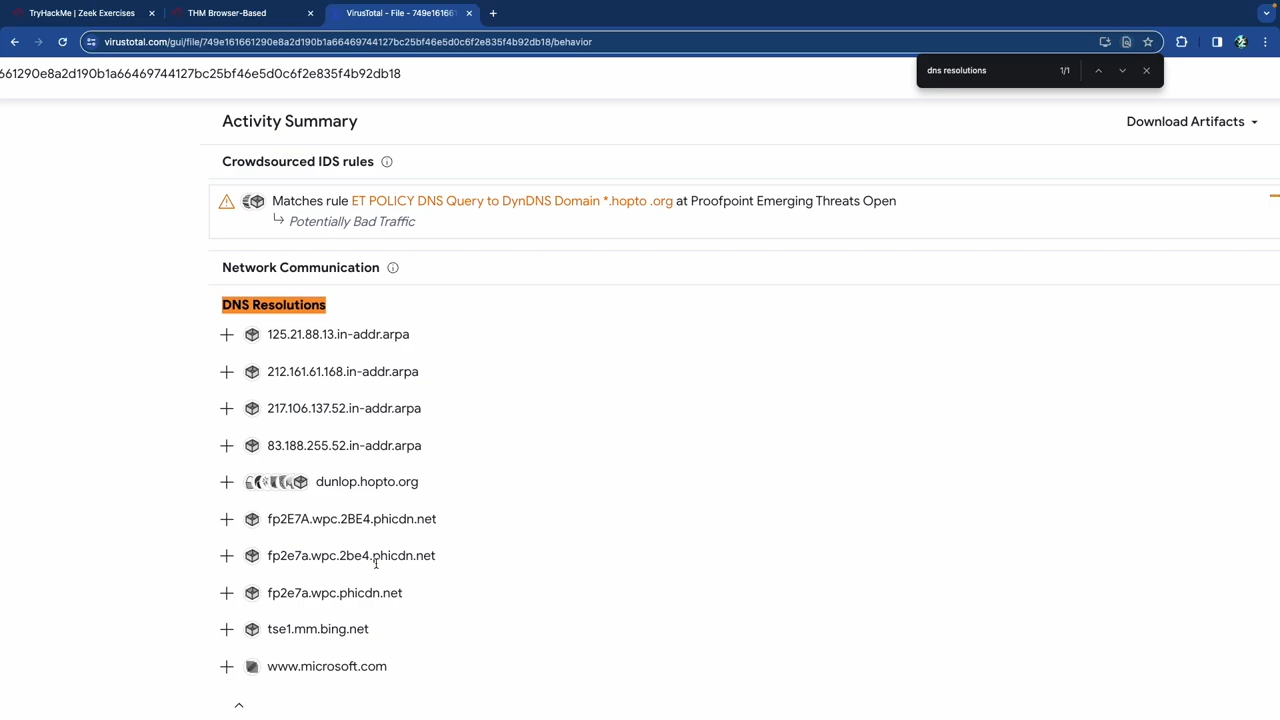 TryHackMe | Zeek Exercises
THM Browser-Based
VirusTotal - File - 749e16166
virustotal.com/gui/file/749e161661290e8a2d190b1a66469744127bc25bf46e5d0c6f2e835f4b92db18/behavior
661290e8a2d190b1a66469744127bc25bf46e5d0c6f2e835f4b92db18
dns resolutions 1/1
Activity Summary
Download Artifacts
Crowdsourced IDS rules
Matches rule ET POLICY DNS Query to DynDNS Domain *.hopto .org at Proofpoint Emerging Threats Open
Potentially Bad Traffic
Network Communication
DNS Resolutions
125.21.88.13.in-addr.arpa
212.161.61.168.in-addr.arpa
217.106.137.52.in-addr.arpa
83.188.255.52.in-addr.arpa
dunlop.hopto.org
fp2E7A.wpc.2BE4.phicdn.net
fp2e7a.wpc.2be4.phicdn.net
fp2e7a.wpc.phicdn.net
tse1.mm.bing.net
www.microsoft.com